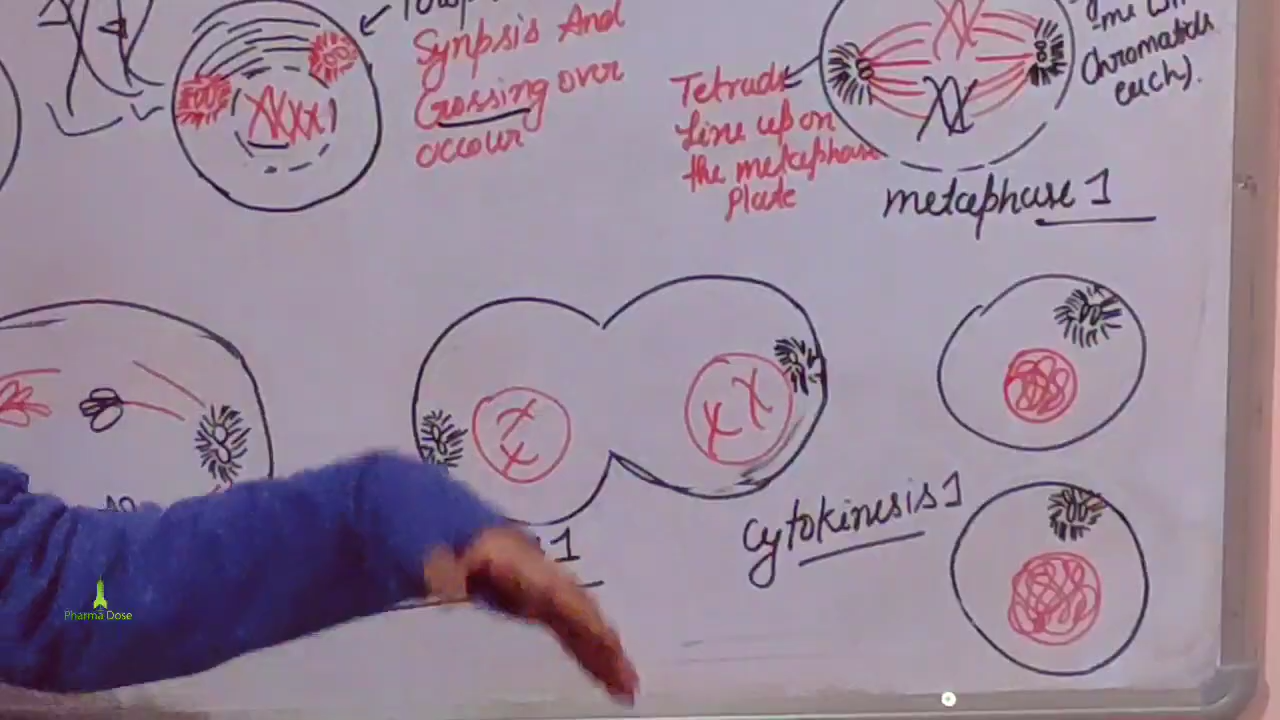 Synpsis And
Crossing over
occour
Tetrads
Line up on
the metaphase
Plate
Chromatids
each).
metaphase 1
Cytokinesis 1
1
Pharma Dose